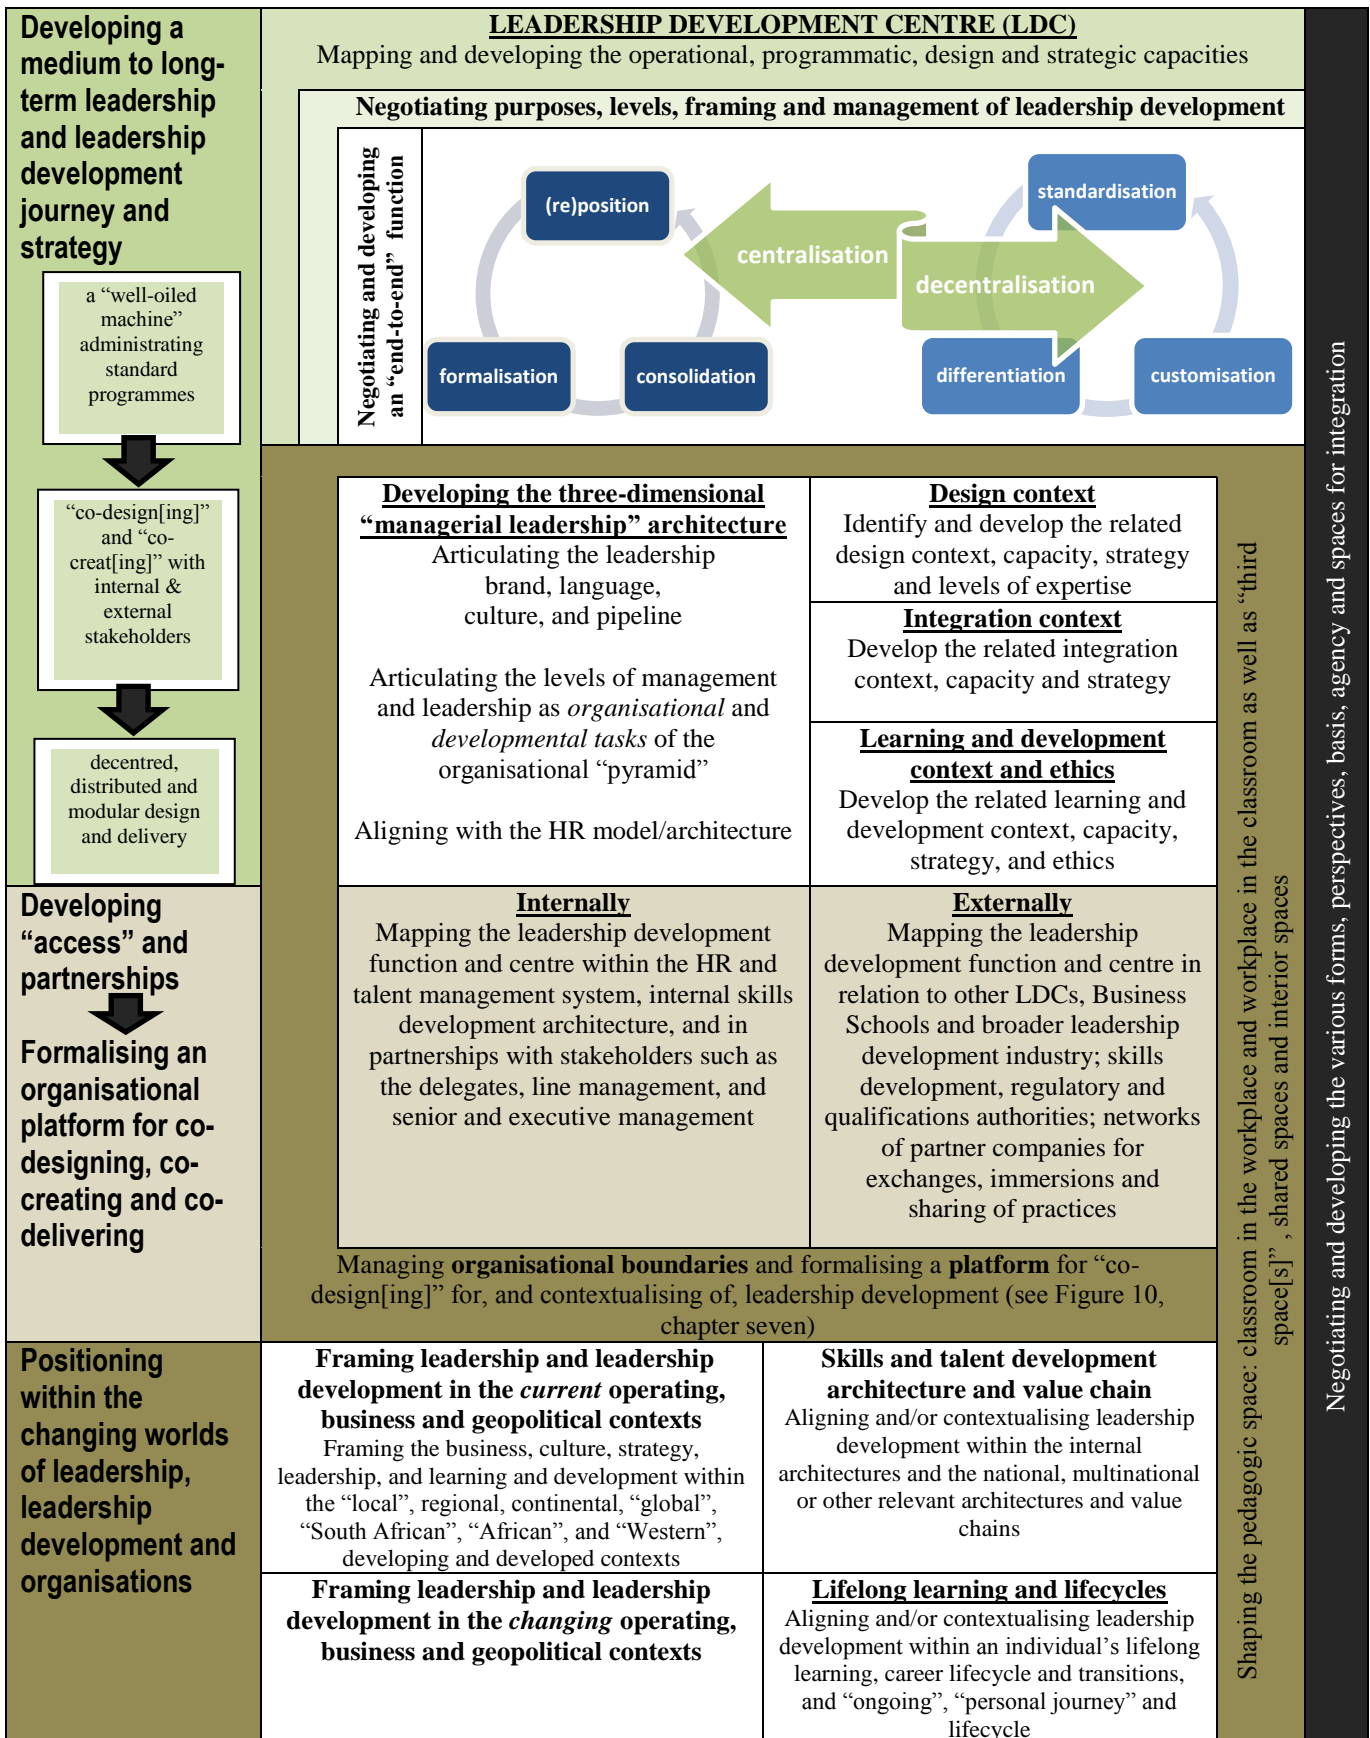 Developing a
medium to long-
term leadership
and leadership
development
journey and
strategy
a “well-oiled
machine”
administrating
standard
programmes
“co-design[ing]”
and “co-
creat[ing]” with
internal &
external
stakeholders
decentred,
distributed and
modular design
and delivery
LEADERSHIP DEVELOPMENT CENTRE (LDC)
Mapping and developing the operational, programmatic, design and strategic capacities
Negotiating purposes, levels, framing and management of leadership development
Negotiating and developing
an “end-to-end” function
(re)position
formalisation
consolidation
centralisation
decentralisation
standardisation
differentiation
customisation
Developing the three-dimensional
“managerial leadership” architecture
Articulating the leadership
brand, language,
culture, and pipeline
Articulating the levels of management
and leadership as organisational and
developmental tasks of the
organisational “pyramid”
Aligning with the HR model/architecture
Design context
Identify and develop the related
design context, capacity, strategy
and levels of expertise
Integration context
Develop the related integration
context, capacity and strategy
Learning and development
context and ethics
Develop the related learning and
development context, capacity,
strategy, and ethics
Developing
“access” and
partnerships
Formalising an
organisational
platform for co-
designing, co-
creating and co-
delivering
Internally
Mapping the leadership development
function and centre within the HR and
talent management system, internal skills
development architecture, and in
partnerships with stakeholders such as
the delegates, line management, and
senior and executive management
Externally
Mapping the leadership
development function and centre in
relation to other LDCs, Business
Schools and broader leadership
development industry; skills
development, regulatory and
qualifications authorities; networks
of partner companies for
exchanges, immersions and
sharing of practices
Managing organisational boundaries and formalising a platform for “co-
design[ing]” for, and contextualising of, leadership development (see Figure 10,
chapter seven)
Positioning
within the
changing worlds
of leadership,
leadership
development and
organisations
Framing leadership and leadership
development in the current operating,
business and geopolitical contexts
Framing the business, culture, strategy,
leadership, and learning and development within
the “local”, regional, continental, “global”,
“South African”, “African”, and “Western”,
developing and developed contexts
Skills and talent development
architecture and value chain
Aligning and/or contextualising leadership
development within the internal
architectures and the national, multinational
or other relevant architectures and value
chains
Framing leadership and leadership
development in the changing operating,
business and geopolitical contexts
Lifelong learning and lifecycles
Aligning and/or contextualising leadership
development within an individual’s lifelong
learning, career lifecycle and transitions,
and “ongoing”, “personal journey” and
lifecycle
Shaping the pedagogic space: classroom in the workplace and workplace in the classroom as well as “third
space[s]” , shared spaces and interior spaces
Negotiating and developing the various forms, perspectives, basis, agency and spaces for integration